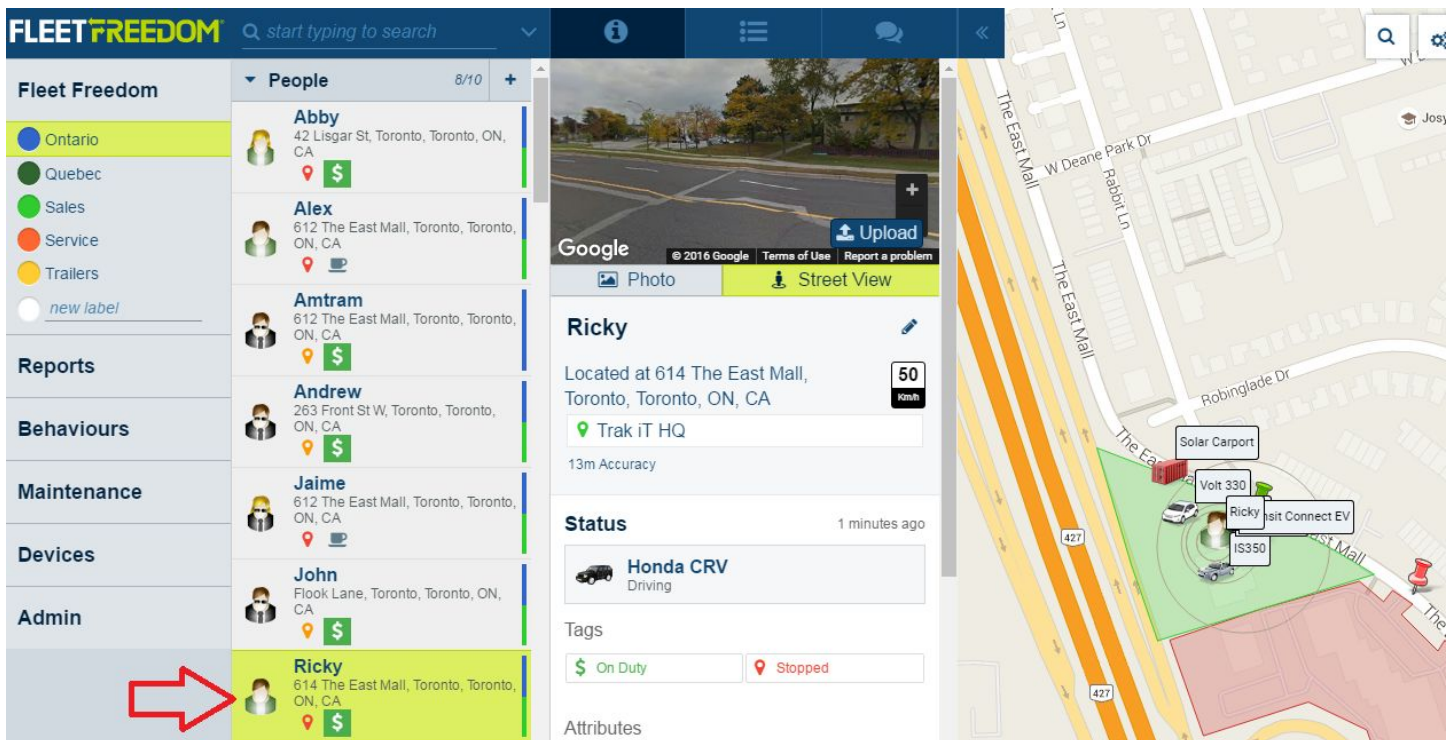 FLEETFREEDOM
start typing to search
Fleet Freedom
Ontario
Quebec
Sales
Service
Trailers
new label
Reports
Behaviours
Maintenance
Devices
Admin
People 8/10 +
Abby
42 Lisgar St, Toronto, Toronto, ON,
CA
$
Alex
612 The East Mall, Toronto, Toronto,
ON, CA
Amtram
612 The East Mall, Toronto, Toronto,
ON, CA
$
Andrew
263 Front St W, Toronto, Toronto,
ON, CA
$
Jaime
612 The East Mall, Toronto, Toronto,
ON, CA
John
Flook Lane, Toronto, Toronto, ON,
CA
$
Ricky
614 The East Mall, Toronto, Toronto,
ON, CA
$
+
Upload
Google
© 2016 Google Terms of Use Report a problem
Photo
Street View
Ricky
Located at 614 The East Mall,
Toronto, Toronto, ON, CA
50
Km/h
Trak iT HQ
13m Accuracy
Status
1 minutes ago
Honda CRV
Driving
Tags
$ On Duty
Stopped
Attributes
«
The East Mall
W Deane Park Dr
Rabbit Ln
Josy
The East Mall
Robinglade Dr
Solar Carport
Volt 330
Ricky
nsit Connect EV
IS350
427
427